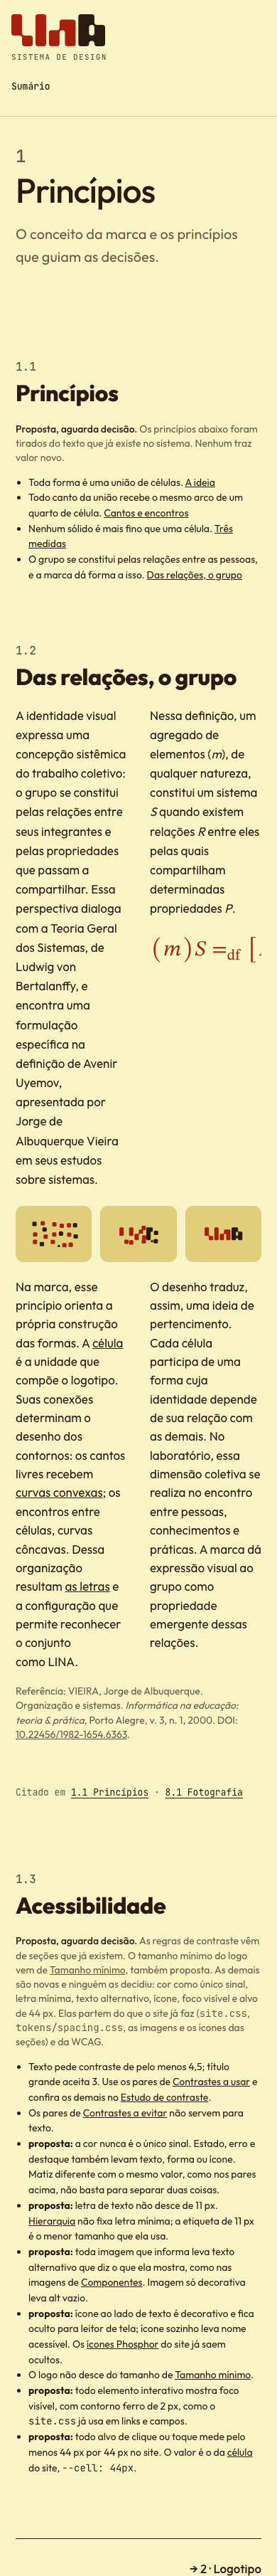 LINA
SISTEMA DE DESIGN
Sumário
1
Princípios
O conceito da marca e os princípios
que guiam as decisões.
1.1
Princípios
Proposta, aguarda decisão. Os princípios abaixo foram
tirados do texto que já existe no sistema. Nenhum traz
valor novo.
• Toda forma é uma união de células. A ideia
• Todo canto da união recebe o mesmo arco de um
quarto de célula. Cantos e encontros
• Nenhum sólido é mais fino que uma célula. Três
medidas
• O grupo se constitui pelas relações entre as pessoas,
e a marca dá forma a isso. Das relações, o grupo
1.2
Das relações, o grupo
A identidade visual
expressa uma
concepção sistêmica
do trabalho coletivo:
o grupo se constitui
pelas relações entre
seus integrantes e
pelas propriedades
que passam a
compartilhar. Essa
perspectiva dialoga
com a Teoria Geral
dos Sistemas, de
Ludwig von
Bertalanffy, e
encontra uma
formulação
específica na
definição de Avenir
Uyemov,
apresentada por
Jorge de
Albuquerque Vieira
em seus estudos
sobre sistemas.
Nessa definição, um
agregado de
elementos (m), de
qualquer natureza,
constitui um sistema
S quando existem
relações R entre eles
pelas quais
compartilham
determinadas
propriedades P.
(m)S =df [
LINA
Na marca, esse
princípio orienta a
própria construção
das formas. A célula
é a unidade que
compõe o logotipo.
Suas conexões
determinam o
desenho dos
contornos: os cantos
livres recebem
curvas convexas; os
encontros entre
células, curvas
côncavas. Dessa
organização
resultam as letras e
a configuração que
permite reconhecer
o conjunto
como LINA.
O desenho traduz,
assim, uma ideia de
pertencimento.
Cada célula
participa de uma
forma cuja
identidade depende
de sua relação com
as demais. No
laboratório, essa
dimensão coletiva se
realiza no encontro
entre pessoas,
conhecimentos e
práticas. A marca dá
expressão visual ao
grupo como
propriedade
emergente dessas
relações.
Referência: VIEIRA, Jorge de Albuquerque.
Organização e sistemas. Informática na educação:
teoria & prática, Porto Alegre, v. 3, n. 1, 2000. DOI:
10.22456/1982-1654.6363.
Citado em 1.1 Princípios · 8.1 Fotografia
1.3
Acessibilidade
Proposta, aguarda decisão. As regras de contraste vêm
de seções que já existem. O tamanho mínimo do logo
vem de Tamanho mínimo, também proposta. As demais
são novas e ninguém as decidiu: cor como único sinal,
letra mínima, texto alternativo, ícone, foco visível e alvo
de 44 px. Elas partem do que o site já faz (site.css,
tokens/spacing.css, as imagens e os ícones das
seções) e da WCAG.
• Texto pede contraste de pelo menos 4,5; título
grande aceita 3. Use os pares de Contrastes a usar e
confira os demais no Estudo de contraste.
• Os pares de Contrastes a evitar não servem para
texto.
• proposta: a cor nunca é o único sinal. Estado, erro e
destaque também levam texto, forma ou ícone.
Matiz diferente com o mesmo valor, como nos pares
acima, não basta para separar duas coisas.
• proposta: letra de texto não desce de 11 px.
Hierarquia não fixa letra mínima; a etiqueta de 11 px
é o menor tamanho que ela usa.
• proposta: toda imagem que informa leva texto
alternativo que diz o que ela mostra, como nas
imagens de Componentes. Imagem só decorativa
leva alt vazio.
• proposta: ícone ao lado de texto é decorativo e fica
oculto para leitor de tela; ícone sozinho leva nome
acessível. Os ícones Phosphor do site já saem
ocultos.
• O logo não desce do tamanho de Tamanho mínimo.
• proposta: todo elemento interativo mostra foco
visível, com contorno ferro de 2 px, como o
site.css já usa em links e campos.
• proposta: todo alvo de clique ou toque mede pelo
menos 44 px por 44 px no site. O valor é o da célula
do site, --cell: 44px.
→ 2 · Logotipo